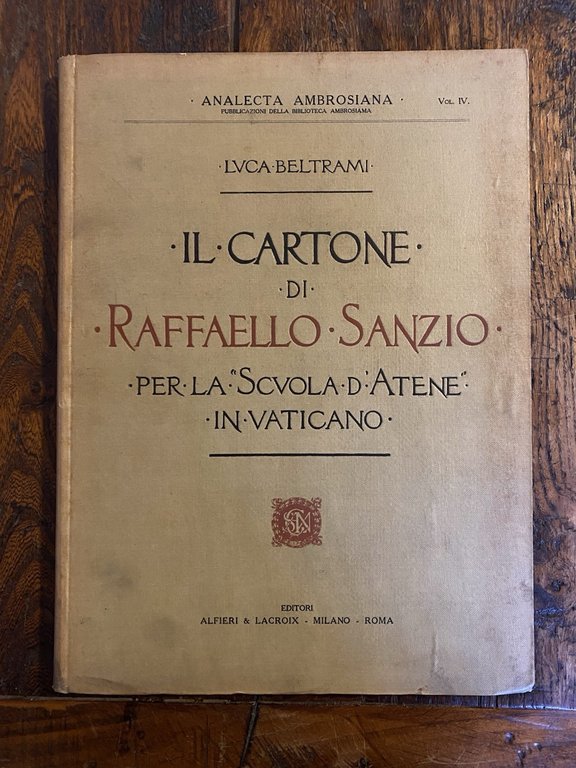 · ANALECTA AMBROSIANA · VOL. IV.
PUBBLICAZIONI DELLA BIBLIOTECA AMBROSIAMA
· LVCA · BELTRAMI ·
· IL · CARTONE ·
· DI ·
· RAFFAELLO · SANZIO ·
· PER · LA · "SCVOLA · D'ATENE" ·
· IN · VATICANO ·
EDITORI
ALFIERI & LACROIX - MILANO - ROMA